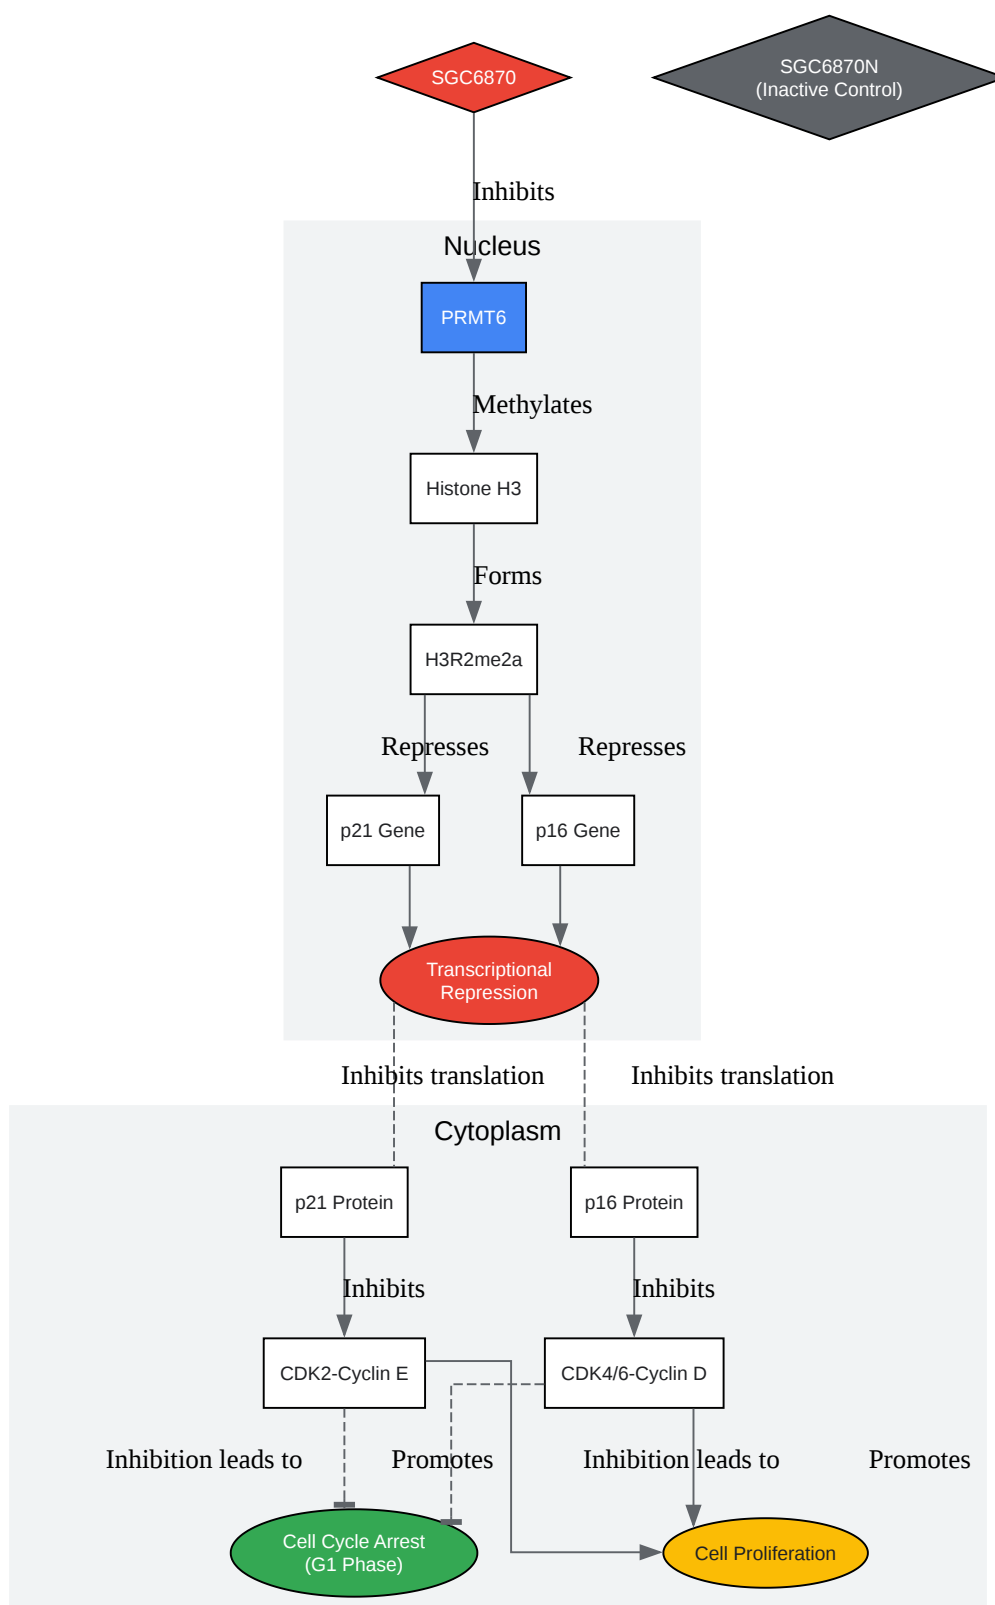 SGC6870
SGC6870N
(Inactive Control)
Inhibits
Nucleus
PRMT6
Methylates
Histone H3
Forms
H3R2me2a
Represses
Represses
p21 Gene
p16 Gene
Transcriptional
Repression
Inhibits translation
Inhibits translation
Cytoplasm
p21 Protein
p16 Protein
Inhibits
Inhibits
CDK2-Cyclin E
CDK4/6-Cyclin D
Inhibition leads to
Promotes
Inhibition leads to
Promotes
Cell Cycle Arrest
(G1 Phase)
Cell Proliferation